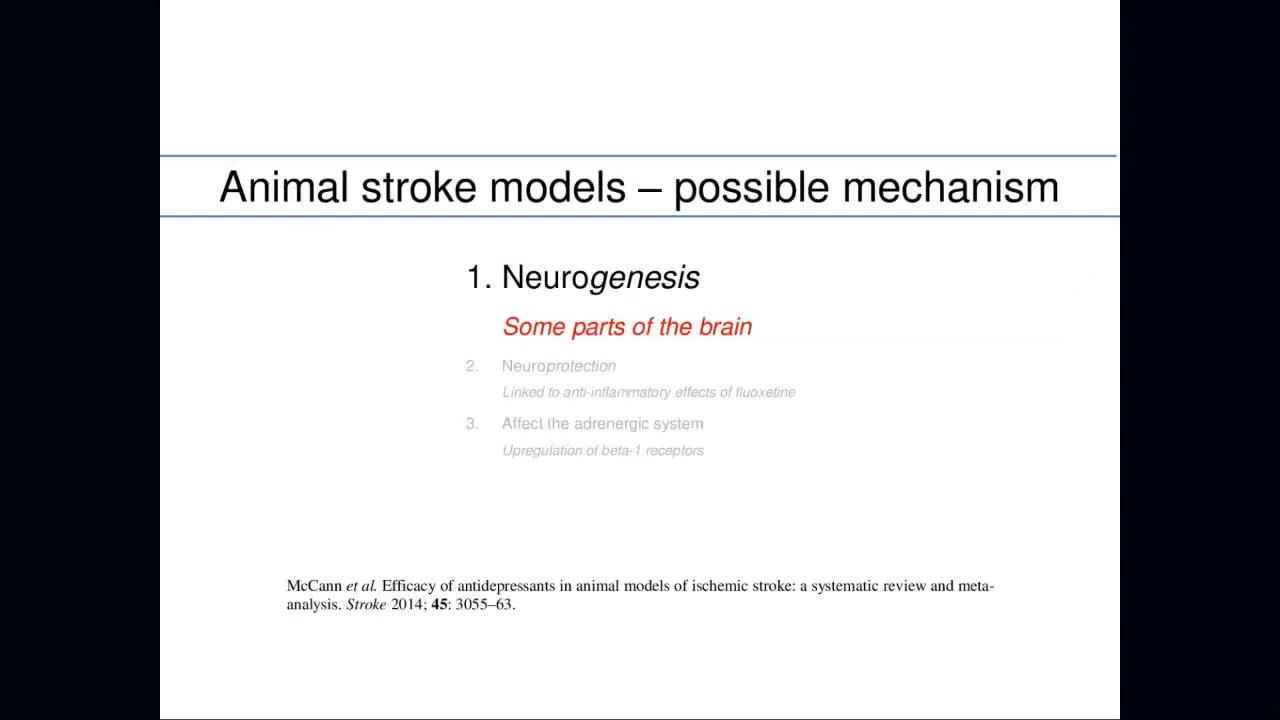 Animal stroke models – possible mechanism
1. Neurogenesis
Some parts of the brain
2. Neuroprotection
Linked to anti-inflammatory effects of fluoxetine
3. Affect the adrenergic system
Upregulation of beta-1 receptors
McCann et al. Efficacy of antidepressants in animal models of ischemic stroke: a systematic review and meta-
analysis. Stroke 2014; 45: 3055–63.